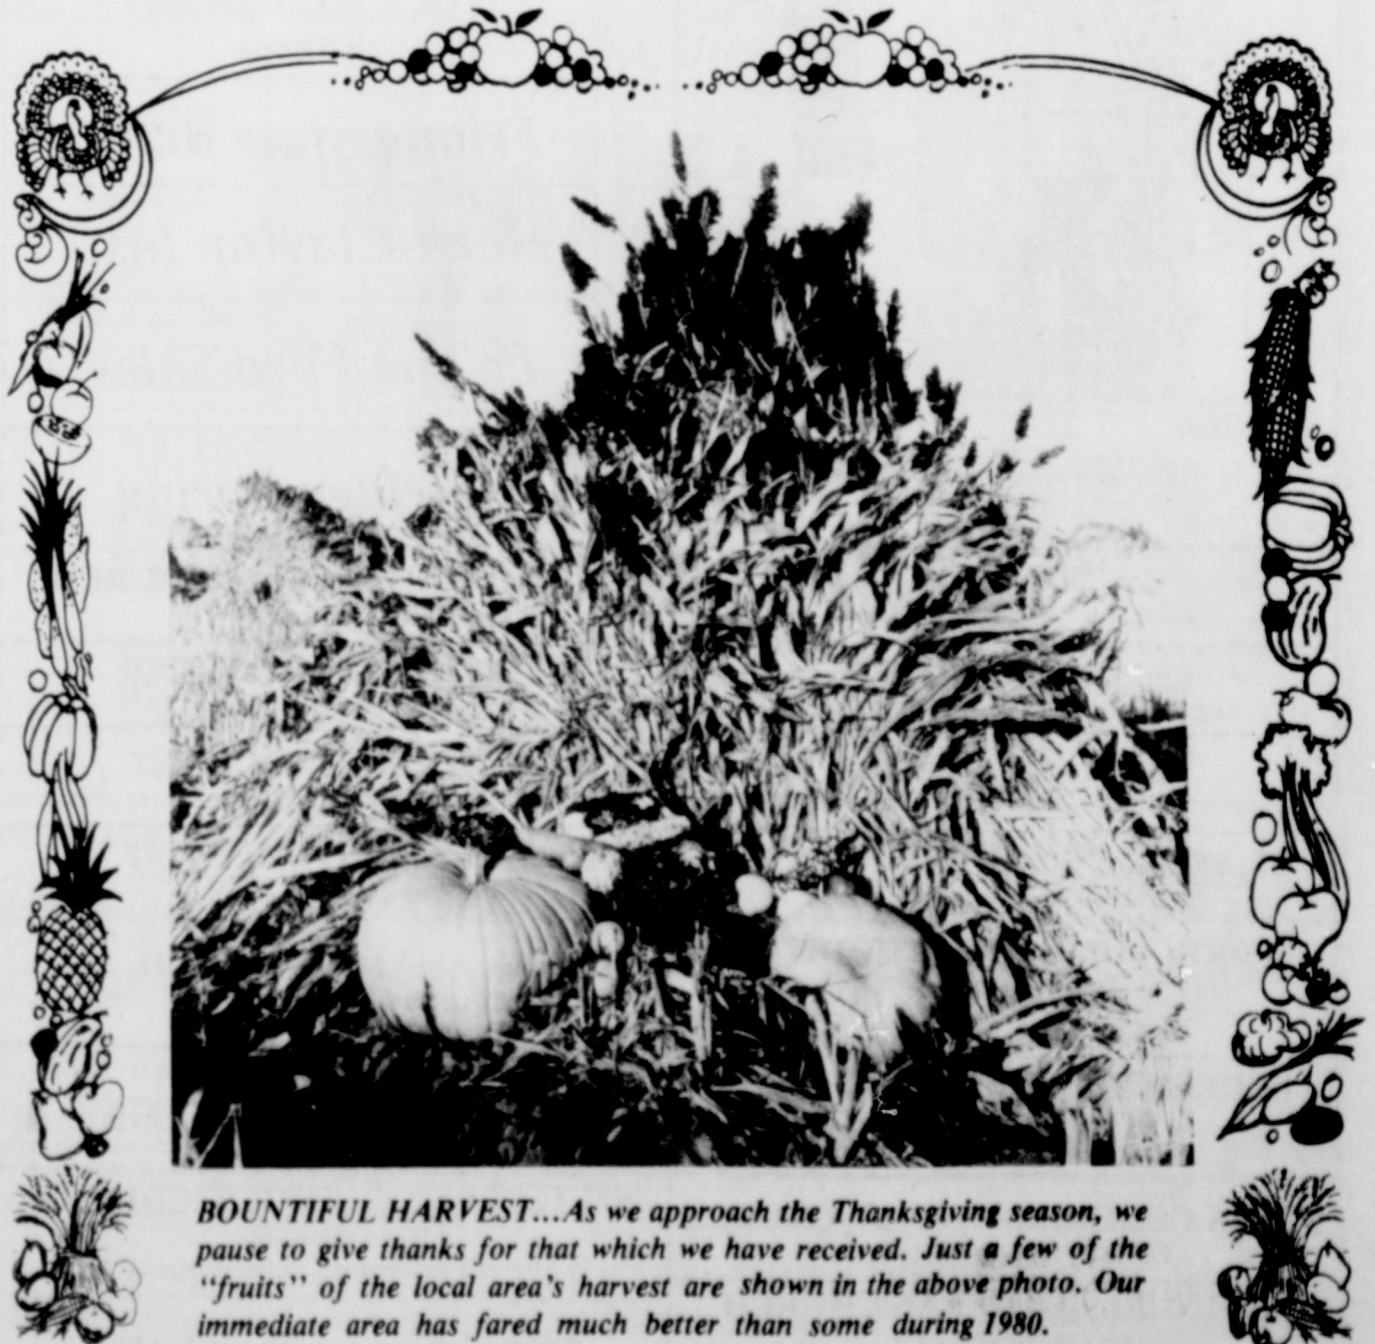 BOUNTIFUL HARVEST...As we approach the Thanksgiving season, we
pause to give thanks for that which we have received. Just a few of the
"fruits" of the local area's harvest are shown in the above photo. Our
immediate area has fared much better than some during 1980.